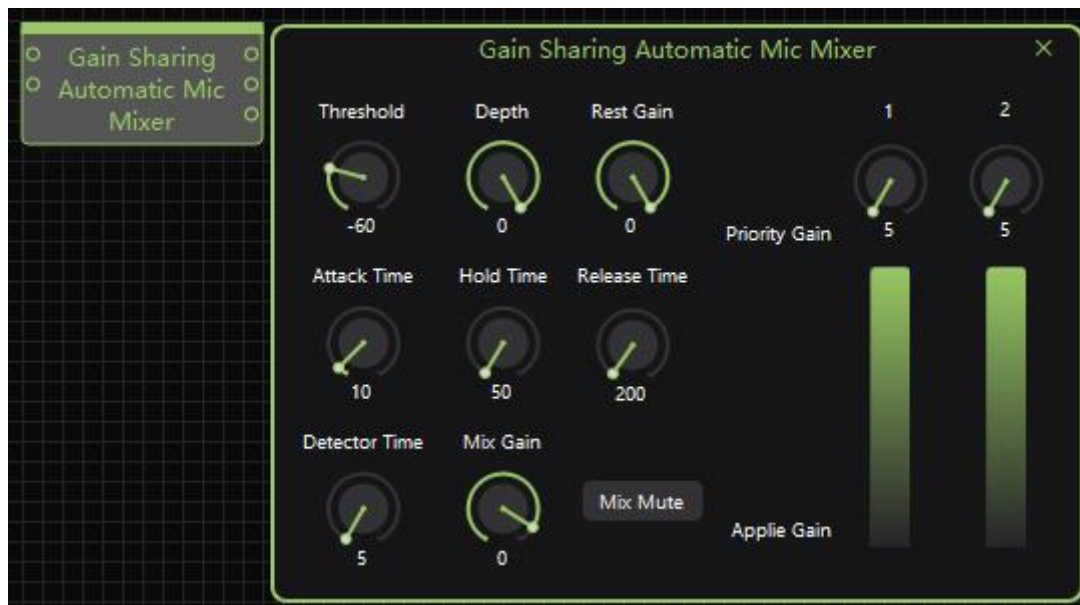 Gain Sharing
Automatic Mic
Mixer
Gain Sharing Automatic Mic Mixer
Threshold Depth Rest Gain 1 2
-60 0 0 Priority Gain 5 5
Attack Time Hold Time Release Time
10 50 200
Detector Time Mix Gain
Mix Mute
Applie Gain
5 0